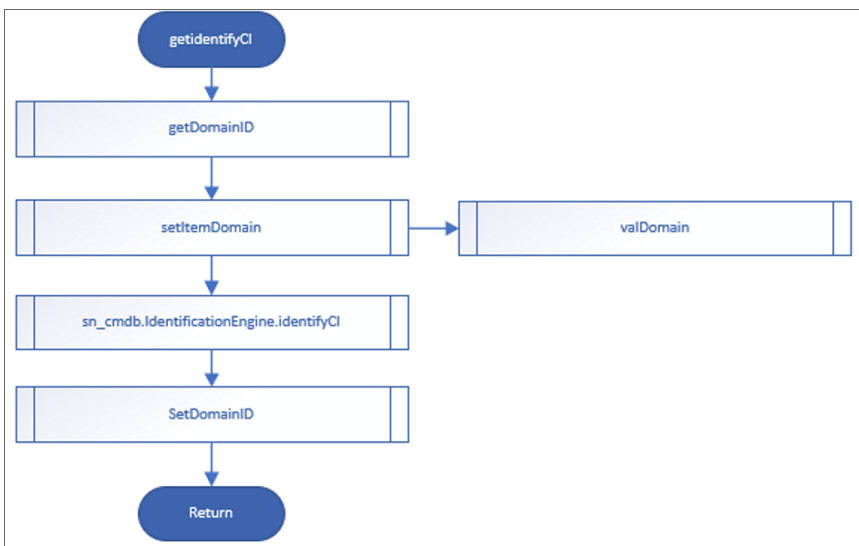 getidentifyCI
getDomainID
setItemDomain
valDomain
sn_cmdb.IdentificationEngine.identifyCI
SetDomainID
Return